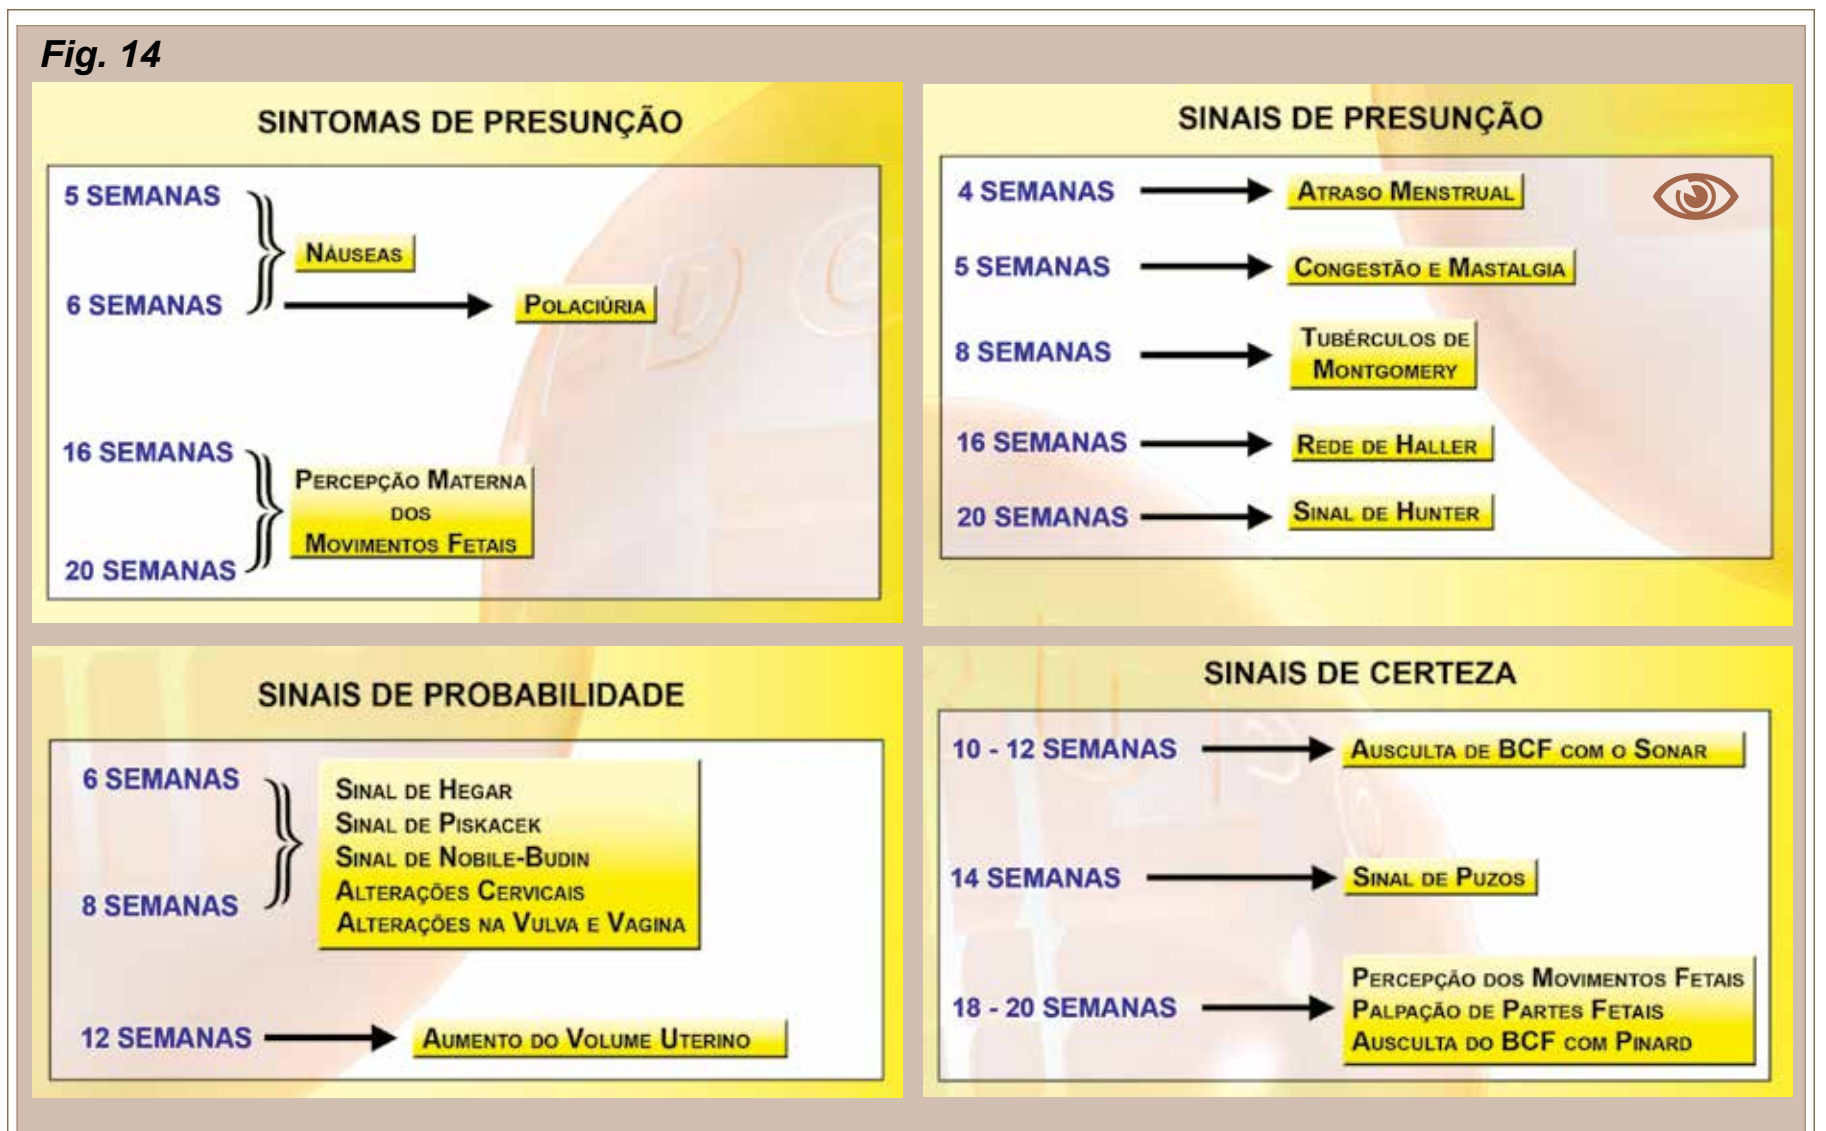 Fig. 14
SINTOMAS DE PRESUNÇÃO
5 SEMANAS
NÁUSEAS
6 SEMANAS
POLACIÚRIA
16 SEMANAS
PERCEPÇÃO MATERNA
DOS
MOVIMENTOS FETAIS
20 SEMANAS
SINAIS DE PRESUNÇÃO
4 SEMANAS
ATRASO MENSTRUAL
5 SEMANAS
CONGESTÃO E MASTALGIA
8 SEMANAS
TUBÉRCULOS DE
MONTGOMERY
16 SEMANAS
REDE DE HALLER
20 SEMANAS
SINAL DE HUNTER
SINAIS DE PROBABILIDADE
6 SEMANAS
8 SEMANAS
SINAL DE HEGAR
SINAL DE PISKACEK
SINAL DE NOBILE-BUDIN
ALTERAÇÕES CERVICAIS
ALTERAÇÕES NA VULVA E VAGINA
12 SEMANAS
AUMENTO DO VOLUME UTERINO
SINAIS DE CERTEZA
10 - 12 SEMANAS
AUSCULTA DE BCF COM O SONAR
14 SEMANAS
SINAL DE PUZOS
18 - 20 SEMANAS
PERCEPÇÃO DOS MOVIMENTOS FETAIS
PALPAÇÃO DE PARTES FETAIS
AUSCULTA DO BCF COM PINARD